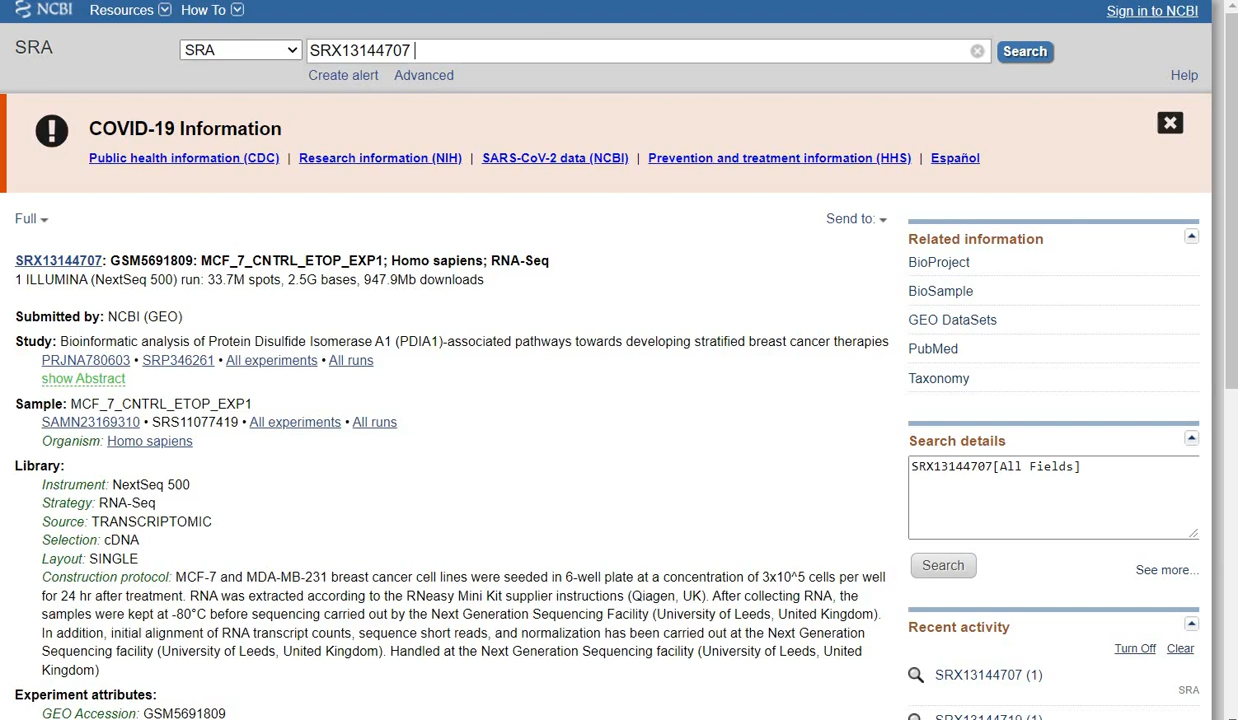 NCBI Resources How To Sign in to NCBI
SRA SRA SRX13144707 Search
Create alert Advanced Help
COVID-19 Information
Public health information (CDC) | Research information (NIH) | SARS-CoV-2 data (NCBI) | Prevention and treatment information (HHS) | Español
Full Send to:
SRX13144707: GSM5691809: MCF_7_CNTRL_ETOP_EXP1; Homo sapiens; RNA-Seq
1 ILLUMINA (NextSeq 500) run: 33.7M spots, 2.5G bases, 947.9Mb downloads
Submitted by: NCBI (GEO)
Study: Bioinformatic analysis of Protein Disulfide Isomerase A1 (PDIA1)-associated pathways towards developing stratified breast cancer therapies
PRJNA780603 • SRP346261 • All experiments • All runs
show Abstract
Sample: MCF_7_CNTRL_ETOP_EXP1
SAMN23169310 • SRS11077419 • All experiments • All runs
Organism: Homo sapiens
Library:
Instrument: NextSeq 500
Strategy: RNA-Seq
Source: TRANSCRIPTOMIC
Selection: cDNA
Layout: SINGLE
Construction protocol: MCF-7 and MDA-MB-231 breast cancer cell lines were seeded in 6-well plate at a concentration of 3x10^5 cells per well
for 24 hr after treatment. RNA was extracted according to the RNeasy Mini Kit supplier instructions (Qiagen, UK). After collecting RNA, the
samples were kept at -80°C before sequencing carried out by the Next Generation Sequencing Facility (University of Leeds, United Kingdom).
In addition, initial alignment of RNA transcript counts, sequence short reads, and normalization has been carried out at the Next Generation
Sequencing facility (University of Leeds, United Kingdom). Handled at the Next Generation Sequencing facility (University of Leeds, United
Kingdom)
Experiment attributes:
GEO Accession: GSM5691809
Related information
BioProject
BioSample
GEO DataSets
PubMed
Taxonomy
Search details
SRX13144707[All Fields]
Search See more...
Recent activity
Turn Off Clear
SRX13144707 (1)
SRA
SRX13144719 (1)